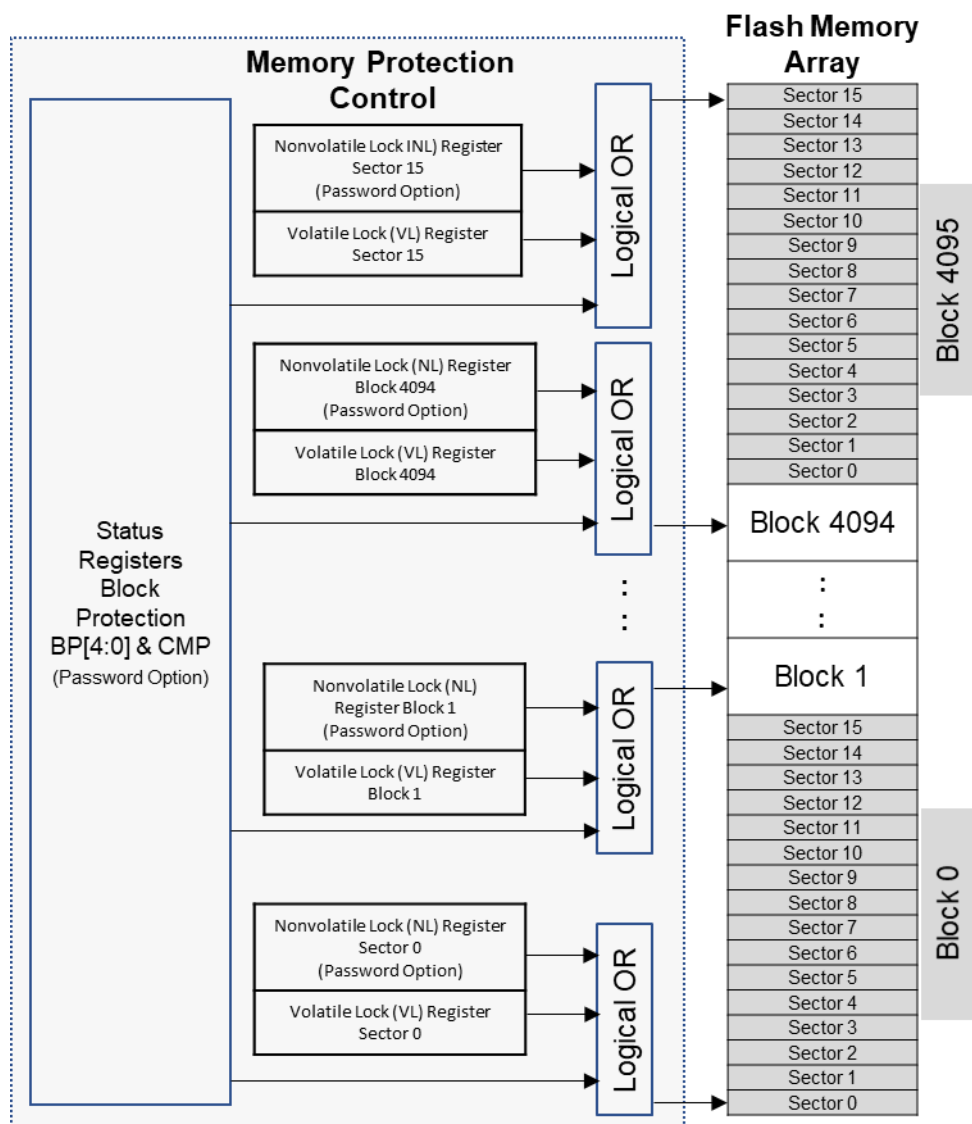 Memory Protection
Control
Flash Memory
Array
Status
Registers
Block
Protection
BP[4:0] & CMP
(Password Option)
Nonvolatile Lock INL) Register
Sector 15
(Password Option)
Volatile Lock (VL) Register
Sector 15
Logical OR
Nonvolatile Lock (NL) Register
Block 4094
(Password Option)
Volatile Lock (VL) Register
Block 4094
Logical OR
:
:
Nonvolatile Lock (NL)
Register Block 1
(Password Option)
Volatile Lock (VL) Register
Block 1
Logical OR
Nonvolatile Lock (NL) Register
Sector 0
(Password Option)
Volatile Lock (VL) Register
Sector 0
Logical OR
Sector 15
Sector 14
Sector 13
Sector 12
Sector 11
Sector 10
Sector 9
Sector 8
Sector 7
Sector 6
Sector 5
Sector 4
Sector 3
Sector 2
Sector 1
Sector 0
Block 4095
Block 4094
:
:
Block 1
Sector 15
Sector 14
Sector 13
Sector 12
Sector 11
Sector 10
Sector 9
Sector 8
Sector 7
Sector 6
Sector 5
Sector 4
Sector 3
Sector 2
Sector 1
Sector 0
Block 0